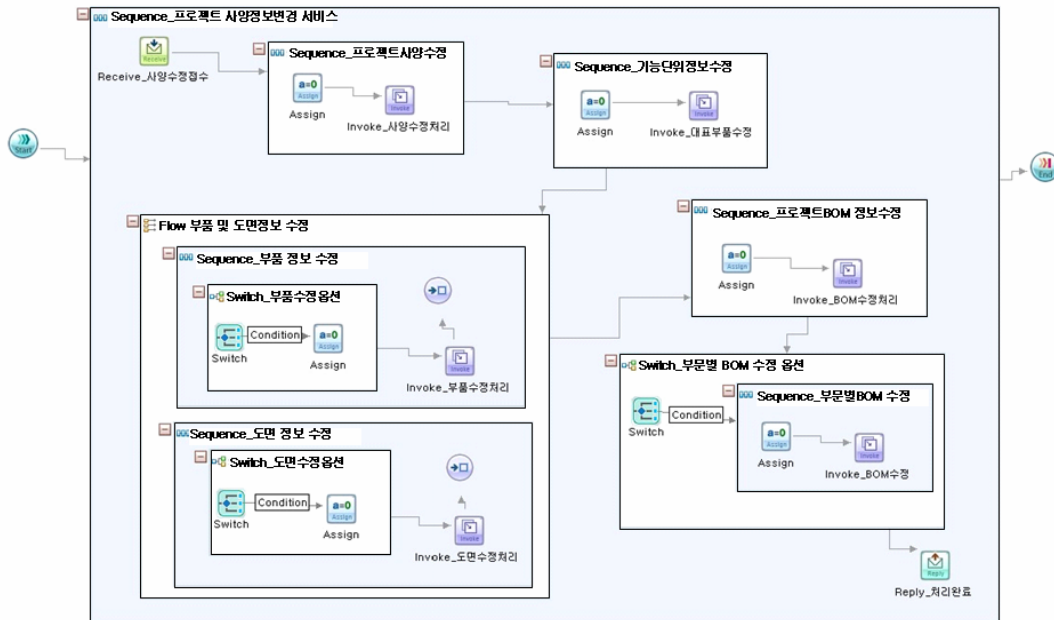 Sequence_프로젝트 사양정보변경 서비스
Receive
Receive_사양수정접수
Sequence_프로젝트사양수정
a=0
Assign
Assign
Invoke
Invoke_사양수정처리
Sequence_기능단위정보수정
a=0
Assign
Assign
Invoke
Invoke_대표부품수정
Start
End
Flow 부품 및 도면정보 수정
Sequence_부품 정보 수정
Switch_부품수정옵션
Switch
Condition
a=0
Assign
Invoke
Invoke_부품수정처리
Sequence_도면 정보 수정
Switch_도면수정옵션
Switch
Condition
a=0
Assign
Invoke
Invoke_도면수정처리
Sequence_프로젝트BOM 정보수정
a=0
Assign
Assign
Invoke
Invoke_BOM수정처리
Switch_부문별 BOM 수정 옵션
Switch
Condition
Sequence_부문별BOM 수정
a=0
Assign
Assign
Invoke
Invoke_BOM수정
Reply
Reply_처리완료